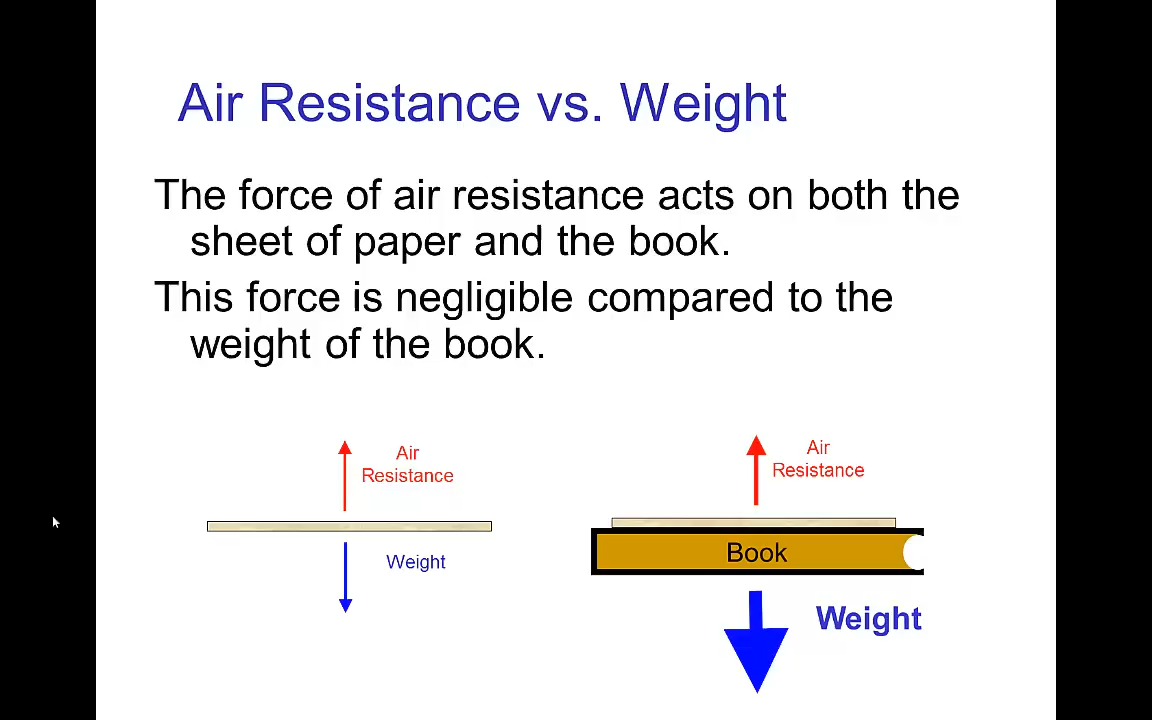 Air Resistance vs. Weight
The force of air resistance acts on both the
sheet of paper and the book.
This force is negligible compared to the
weight of the book.
Air
Resistance
Weight
Air
Resistance
Book
Weight